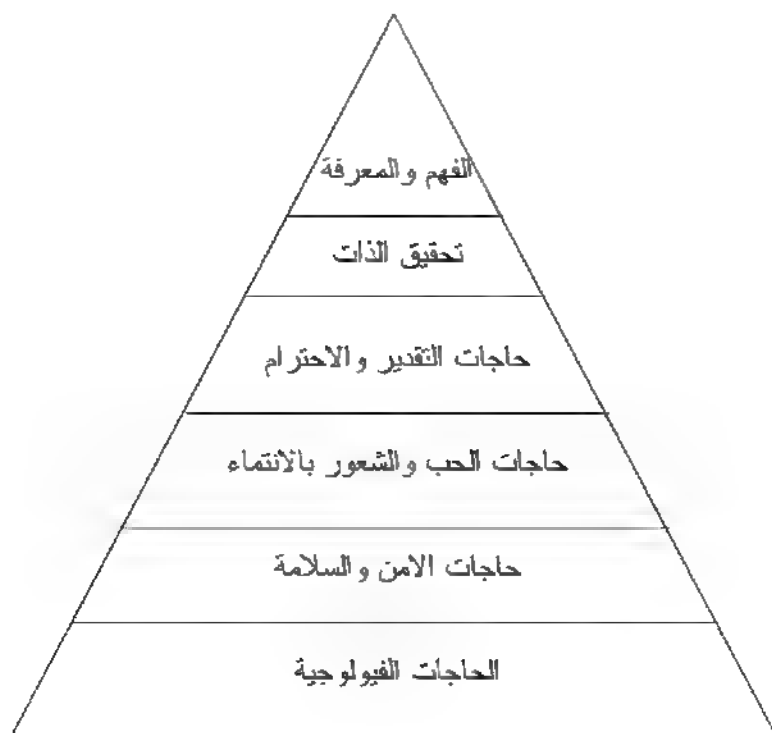 الفهم والمعرفة
تحقيق الذات
حاجات التقدير والاحترام
حاجات الحب والشعور بالانتماء
حاجات الامن والسلامة
الحاجات الفيولوجية